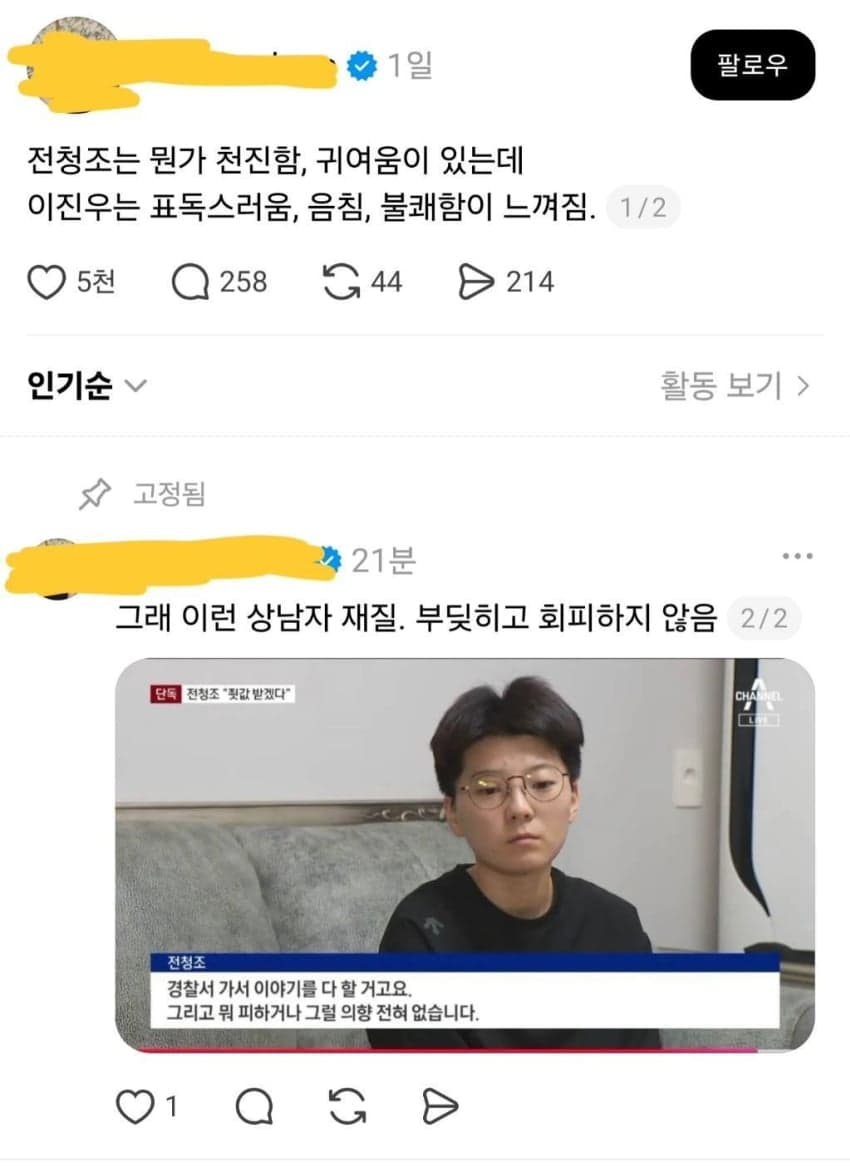 1일
팔로우
전청조는 뭔가 천진함, 귀여움이 있는데
이진우는 표독스러움, 음침, 불쾌함이 느껴짐. 1/2
5천 258 44 214
인기순 활동 보기
고정됨
21분
그래 이런 상남자 재질. 부딪히고 회피하지 않음 2/2
단독 전청조 "죗값 받겠다"
CHANNEL
LIVE
전청조
경찰서 가서 이야기를 다 할 거고요.
그리고 뭐 피하거나 그럴 의향 전혀 없습니다.
1